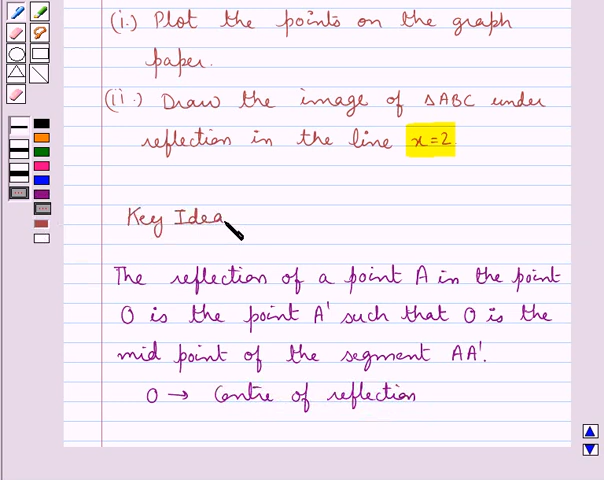 (i.) Plot the points on the graph
paper.
(ii.) Draw the image of ΔABC under
reflection in the line x=2.
Key Idea
The reflection of a point A in the point
O is the point A' such that O is the
mid point of the segment AA'.
O → Centre of reflection